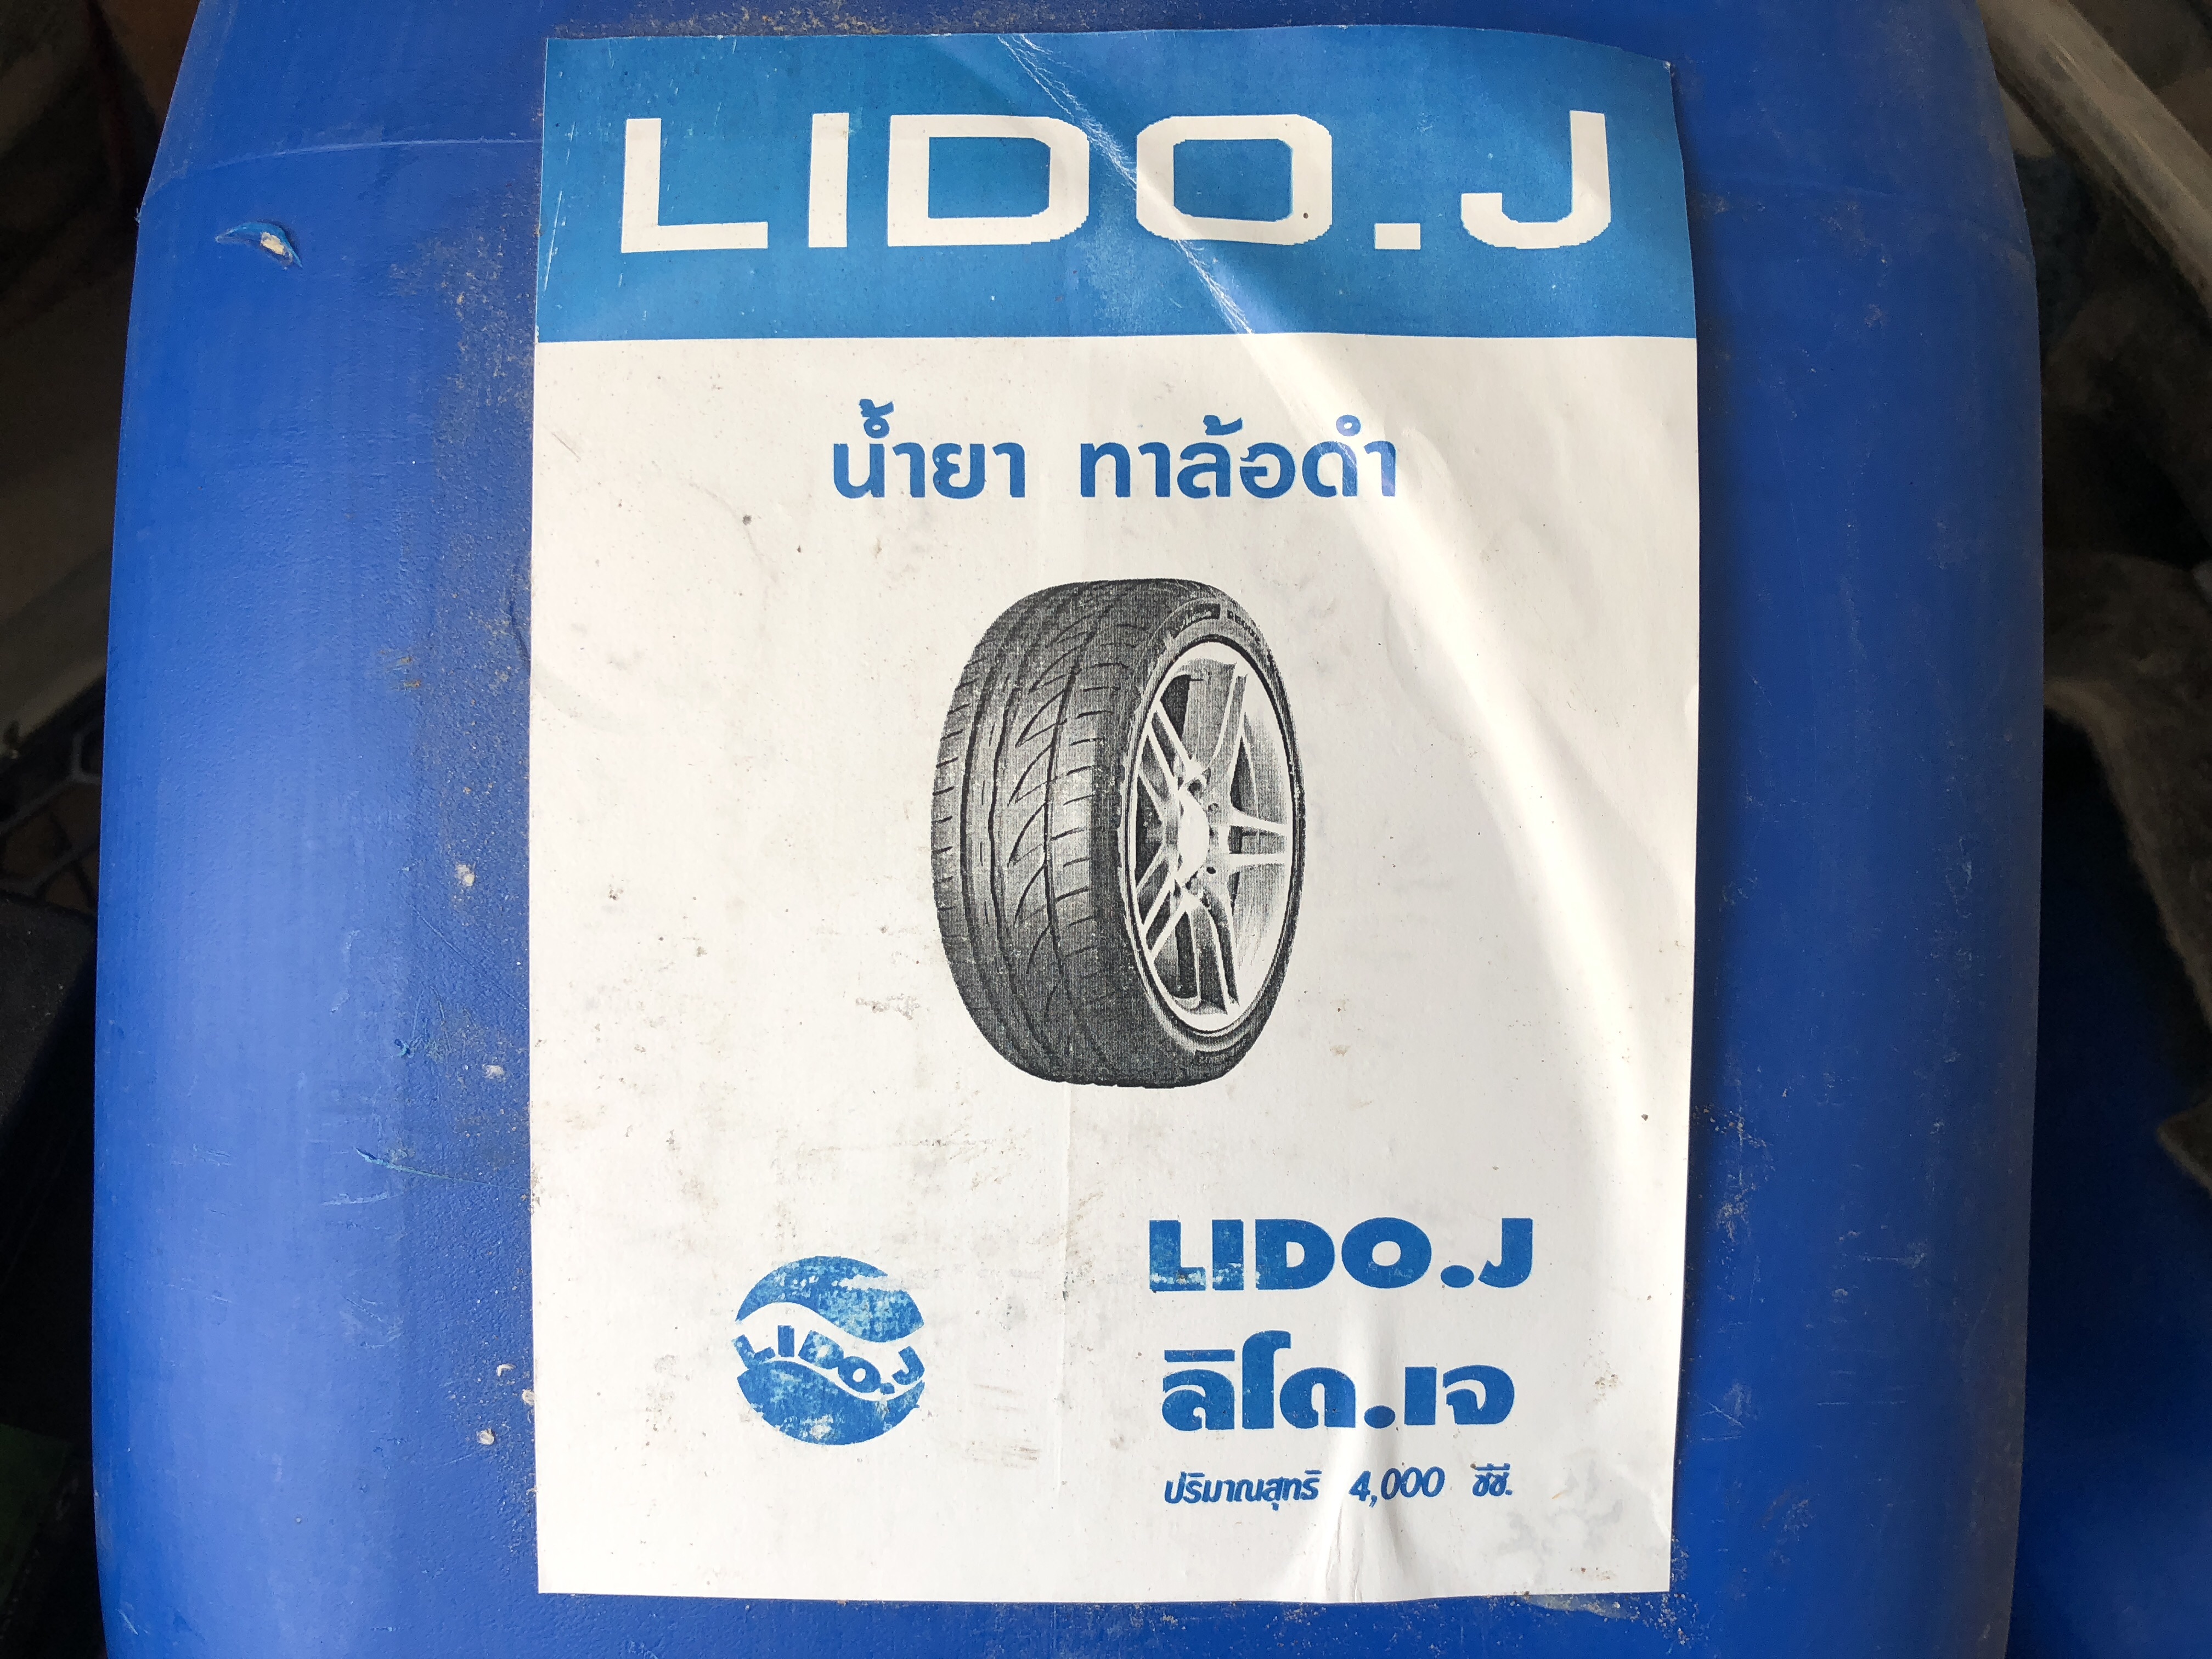 LIDO.J
น้ำยา ทาล้อดำ
LIDO.J
LIDO.J
ลิโด.เจ
ปริมาณสุทธิ 4,000 ซีซี.